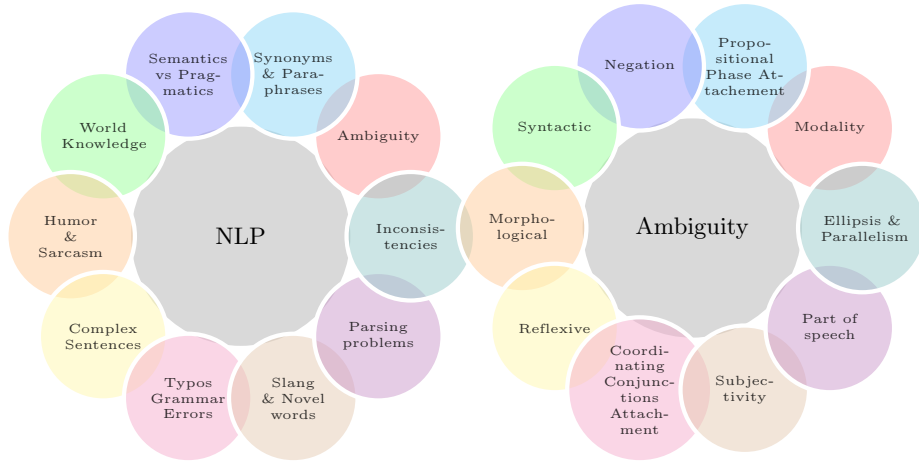 Semantics
vs Prag-
matics
Synonyms
& Para-
phrases
World
Knowledge
Ambiguity
Humor
&
Sarcasm
NLP
Inconsis-
tencies
Complex
Sentences
Parsing
problems
Typos
Grammar
Errors
Slang
& Novel
words
Negation
Propo-
sitional
Phase At-
tachement
Syntactic
Modality
Morpho-
logical
Ambiguity
Ellipsis &
Parallelism
Reflexive
Part of
speech
Coordi-
nating
Conjunc-
tions
Attach-
ment
Subjec-
tivity